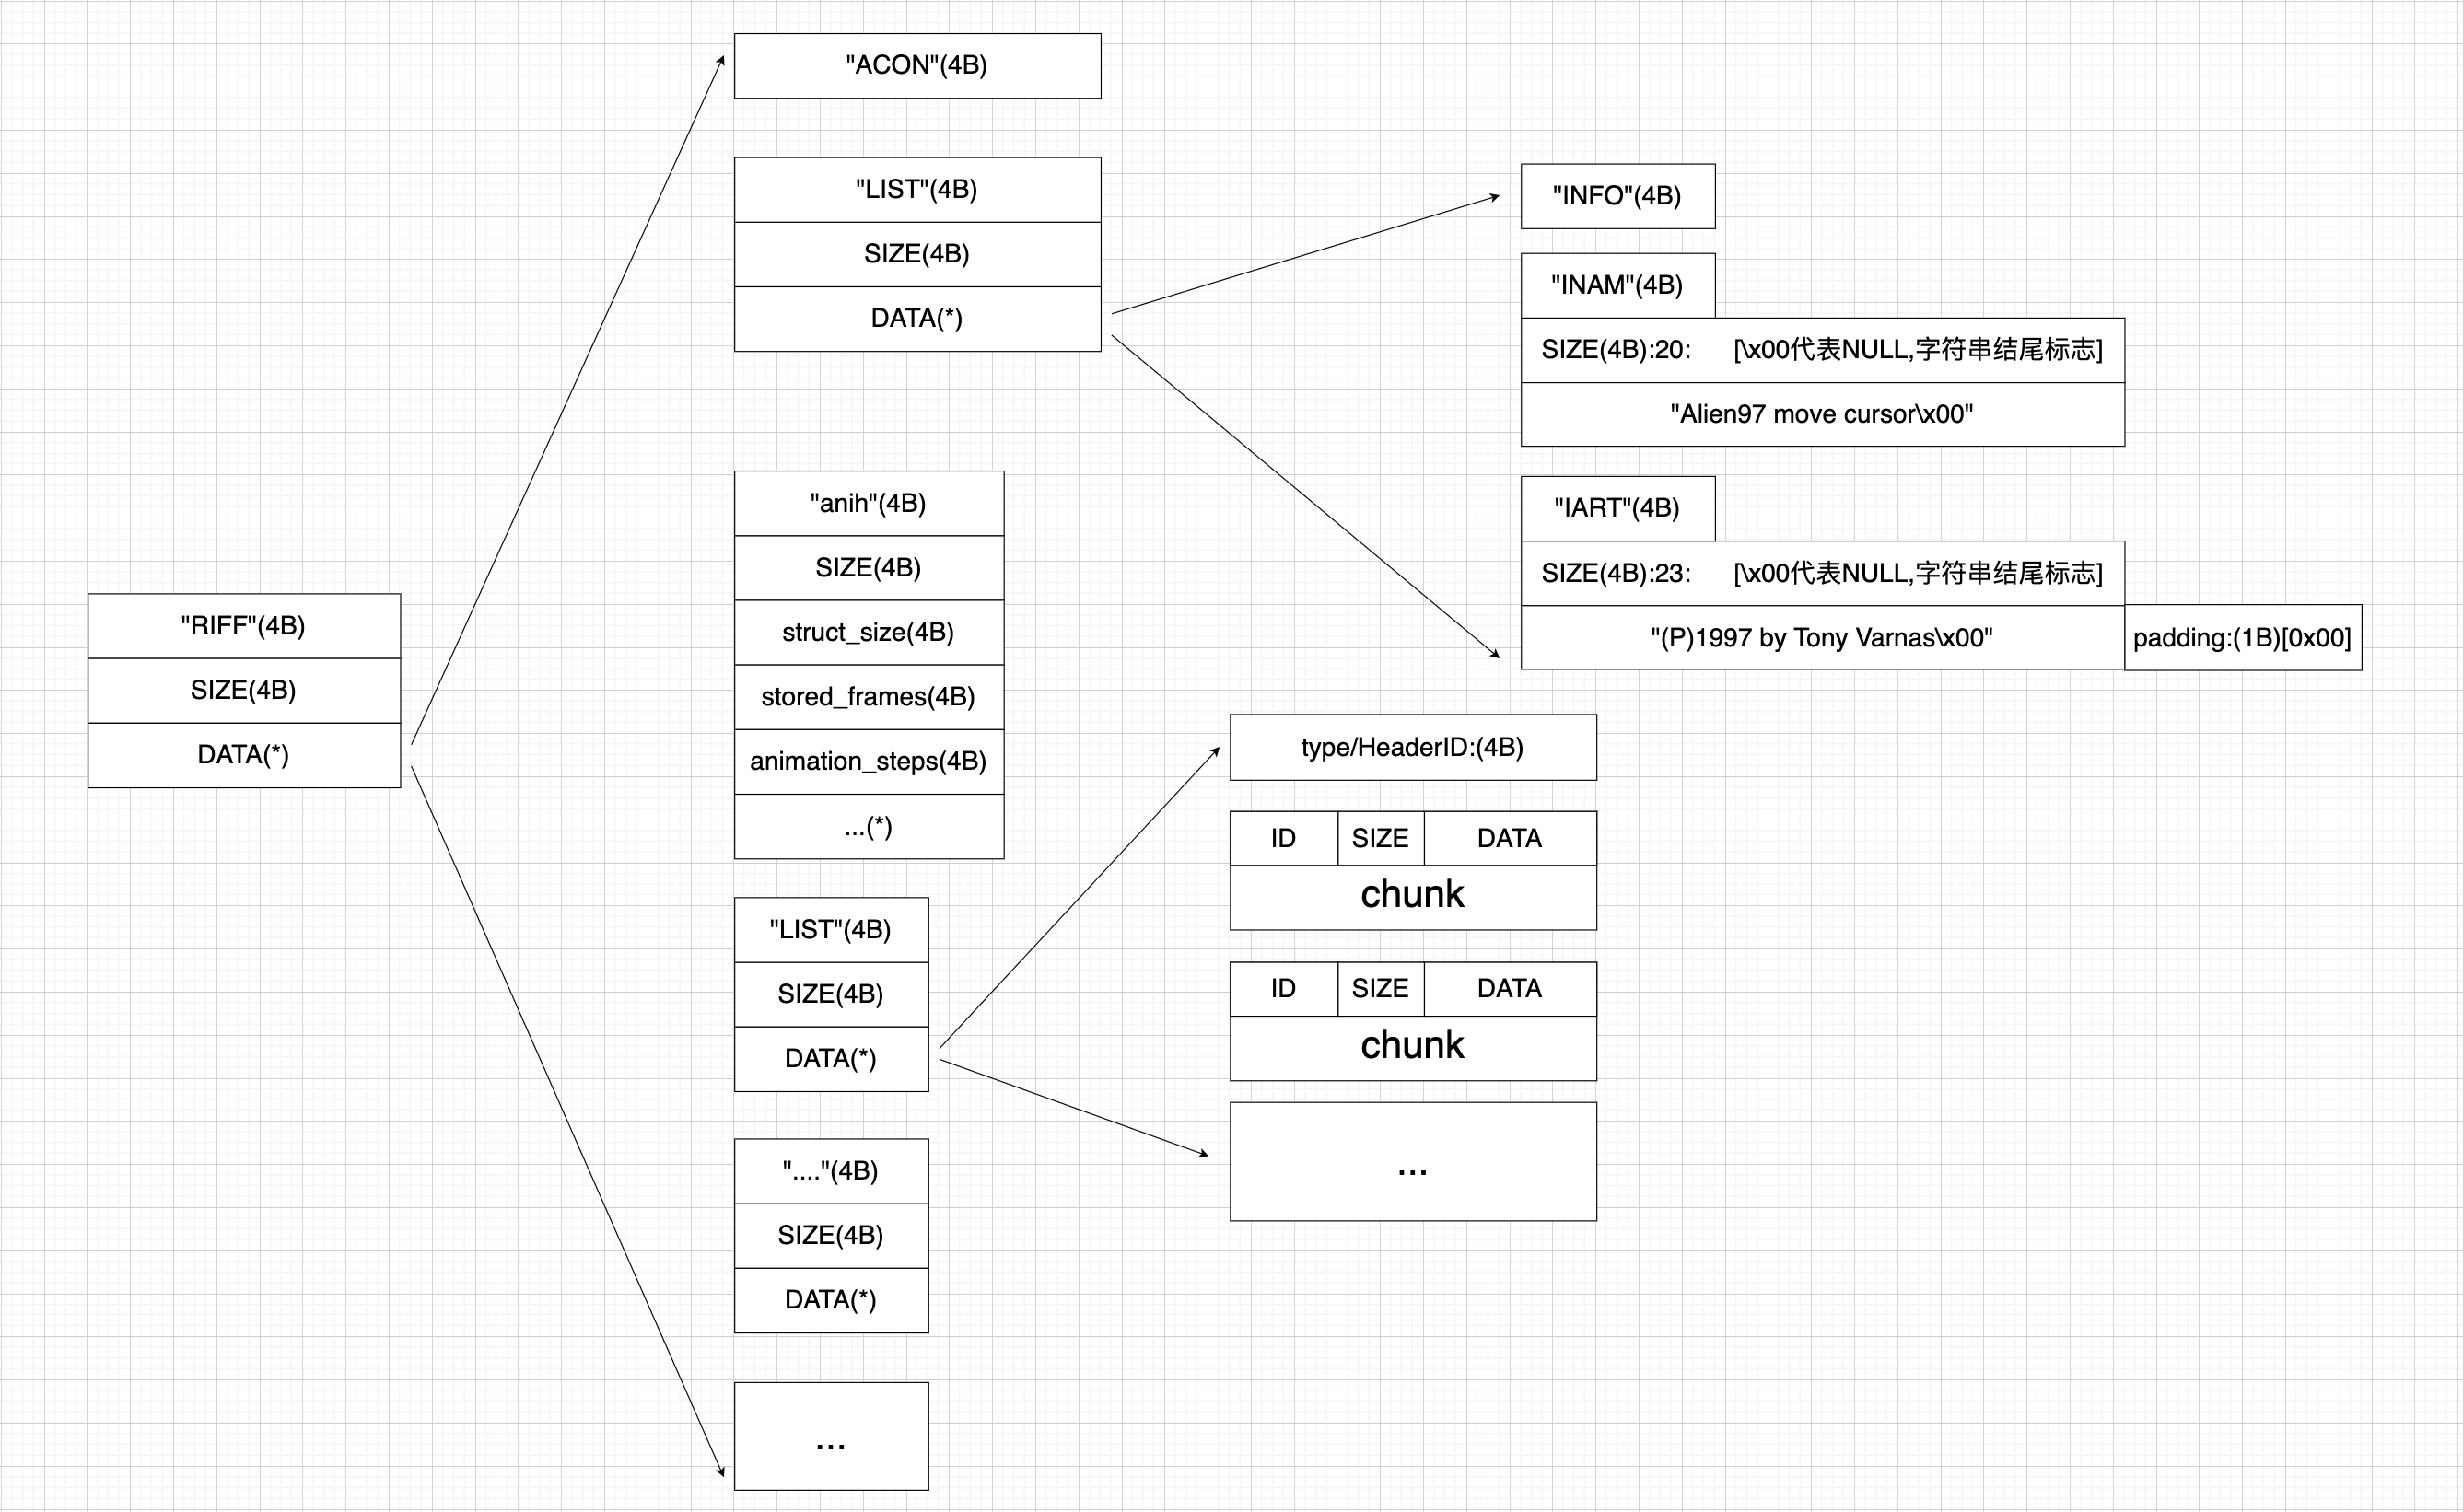 "RIFF"(4B)
SIZE(4B)
DATA(*)
"ACON"(4B)
"LIST"(4B)
SIZE(4B)
DATA(*)
"INFO"(4B)
"INAM"(4B)
SIZE(4B):20: [\x00代表NULL,字符串结尾标志]
"Alien97 move cursor\x00"
"IART"(4B)
SIZE(4B):23: [\x00代表NULL,字符串结尾标志]
"(P)1997 by Tony Varnas\x00"
padding:(1B)[0x00]
"anih"(4B)
SIZE(4B)
struct_size(4B)
stored_frames(4B)
animation_steps(4B)
...(*)
"LIST"(4B)
SIZE(4B)
DATA(*)
type/HeaderID:(4B)
ID SIZE DATA
chunk
ID SIZE DATA
chunk
...
"...."(4B)
SIZE(4B)
DATA(*)
...